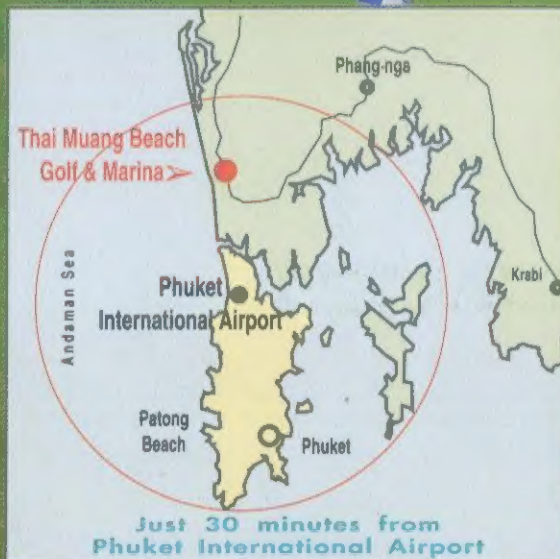 Phang-nga
Thai Muang Beach
Golf & Marina
Andaman Sea
Krabi
Phuket
International Airport
Patong
Beach
Phuket
Just 30 minutes from
Phuket International Airport